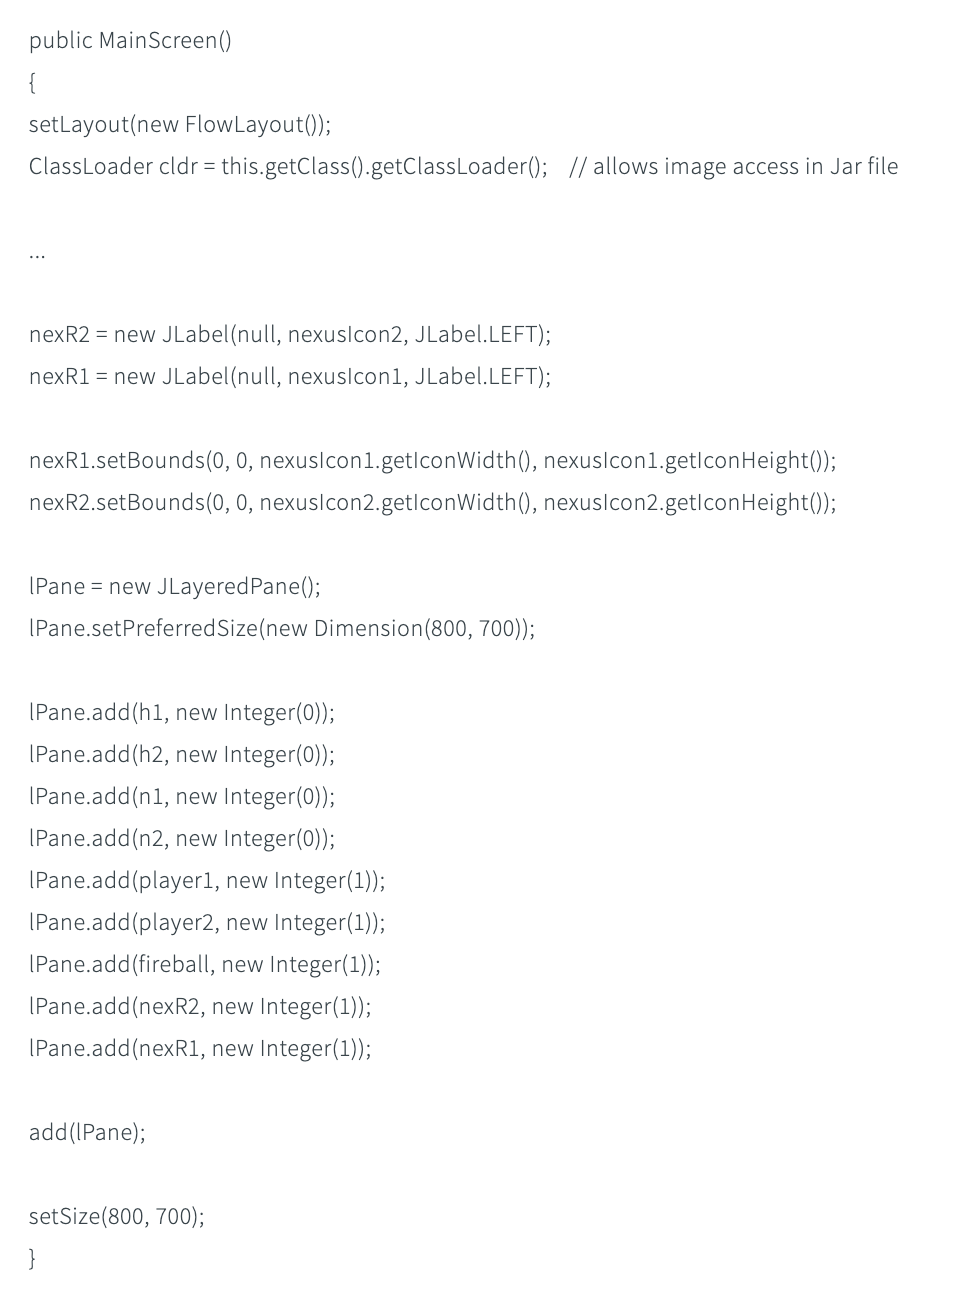 public MainScreen()
{
setLayout(new FlowLayout());
ClassLoader cldr = this.getClass().getClassLoader();    // allows image access in Jar file
...
nexR2 = new JLabel(null, nexusIcon2, JLabel.LEFT);
nexR1 = new JLabel(null, nexusIcon1, JLabel.LEFT);
nexR1.setBounds(0, 0, nexusIcon1.getIconWidth(), nexusIcon1.getIconHeight());
nexR2.setBounds(0, 0, nexusIcon2.getIconWidth(), nexusIcon2.getIconHeight());
lPane = new JLayeredPane();
lPane.setPreferredSize(new Dimension(800, 700));
lPane.add(h1, new Integer(0));
lPane.add(h2, new Integer(0));
lPane.add(n1, new Integer(0));
lPane.add(n2, new Integer(0));
lPane.add(player1, new Integer(1));
lPane.add(player2, new Integer(1));
lPane.add(fireball, new Integer(1));
lPane.add(nexR2, new Integer(1));
lPane.add(nexR1, new Integer(1));
add(lPane);
setSize(800, 700);
}